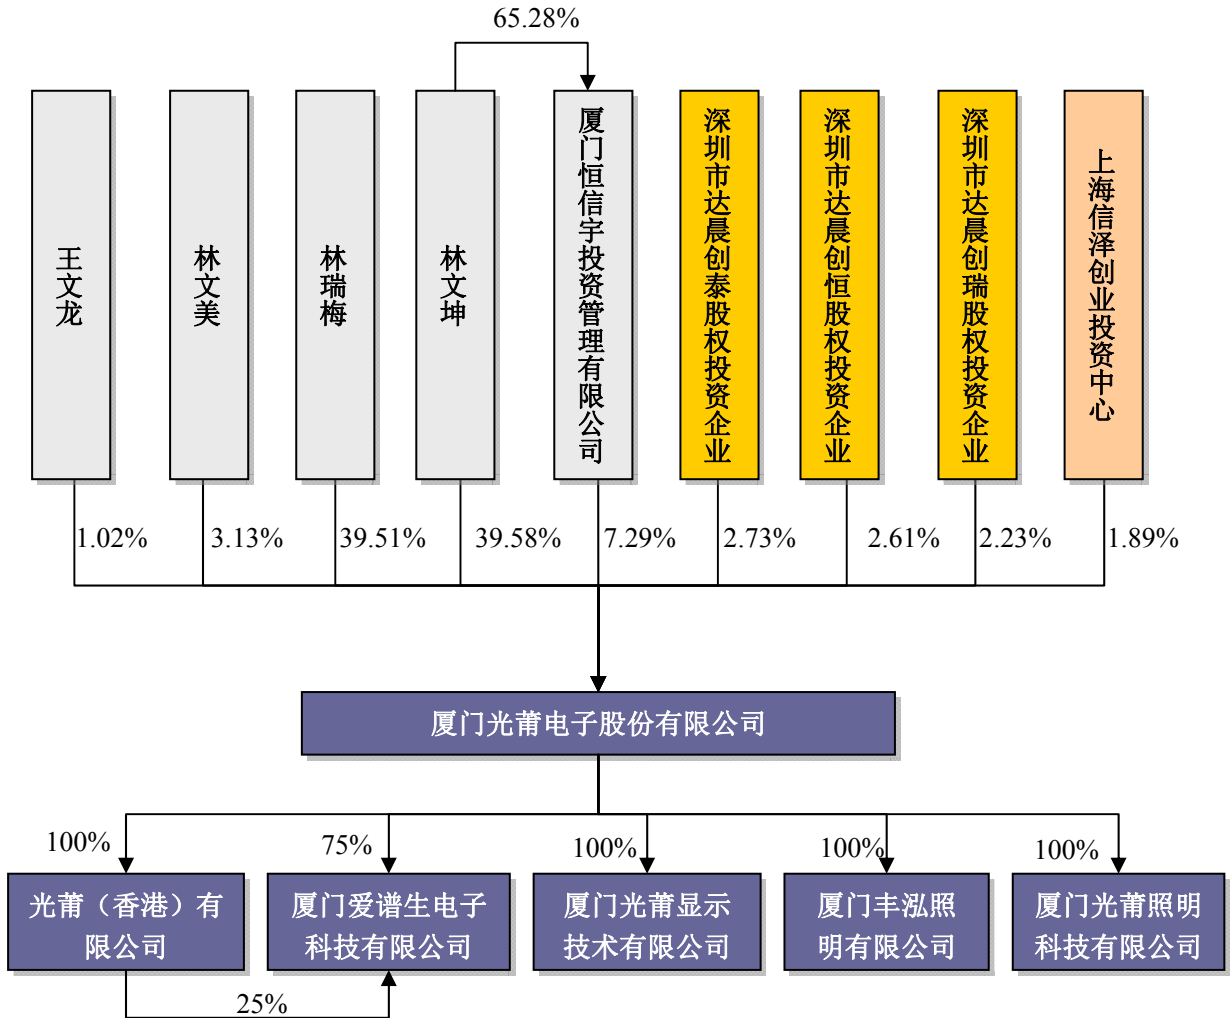 65.28%
王文龙
林文美
林瑞梅
林文坤
厦门恒信宇投资管理有限公司
深圳市达晨创泰股权投资企业
深圳市达晨创恒股权投资企业
深圳市达晨创瑞股权投资企业
上海信泽创业投资中心
1.02%
3.13%
39.51%
39.58%
7.29%
2.73%
2.61%
2.23%
1.89%
厦门光莆电子股份有限公司
100%
75%
100%
100%
100%
光莆（香港）有
限公司
厦门爱谱生电子
科技有限公司
厦门光莆显示
技术有限公司
厦门丰泓照
明有限公司
厦门光莆照明
科技有限公司
25%